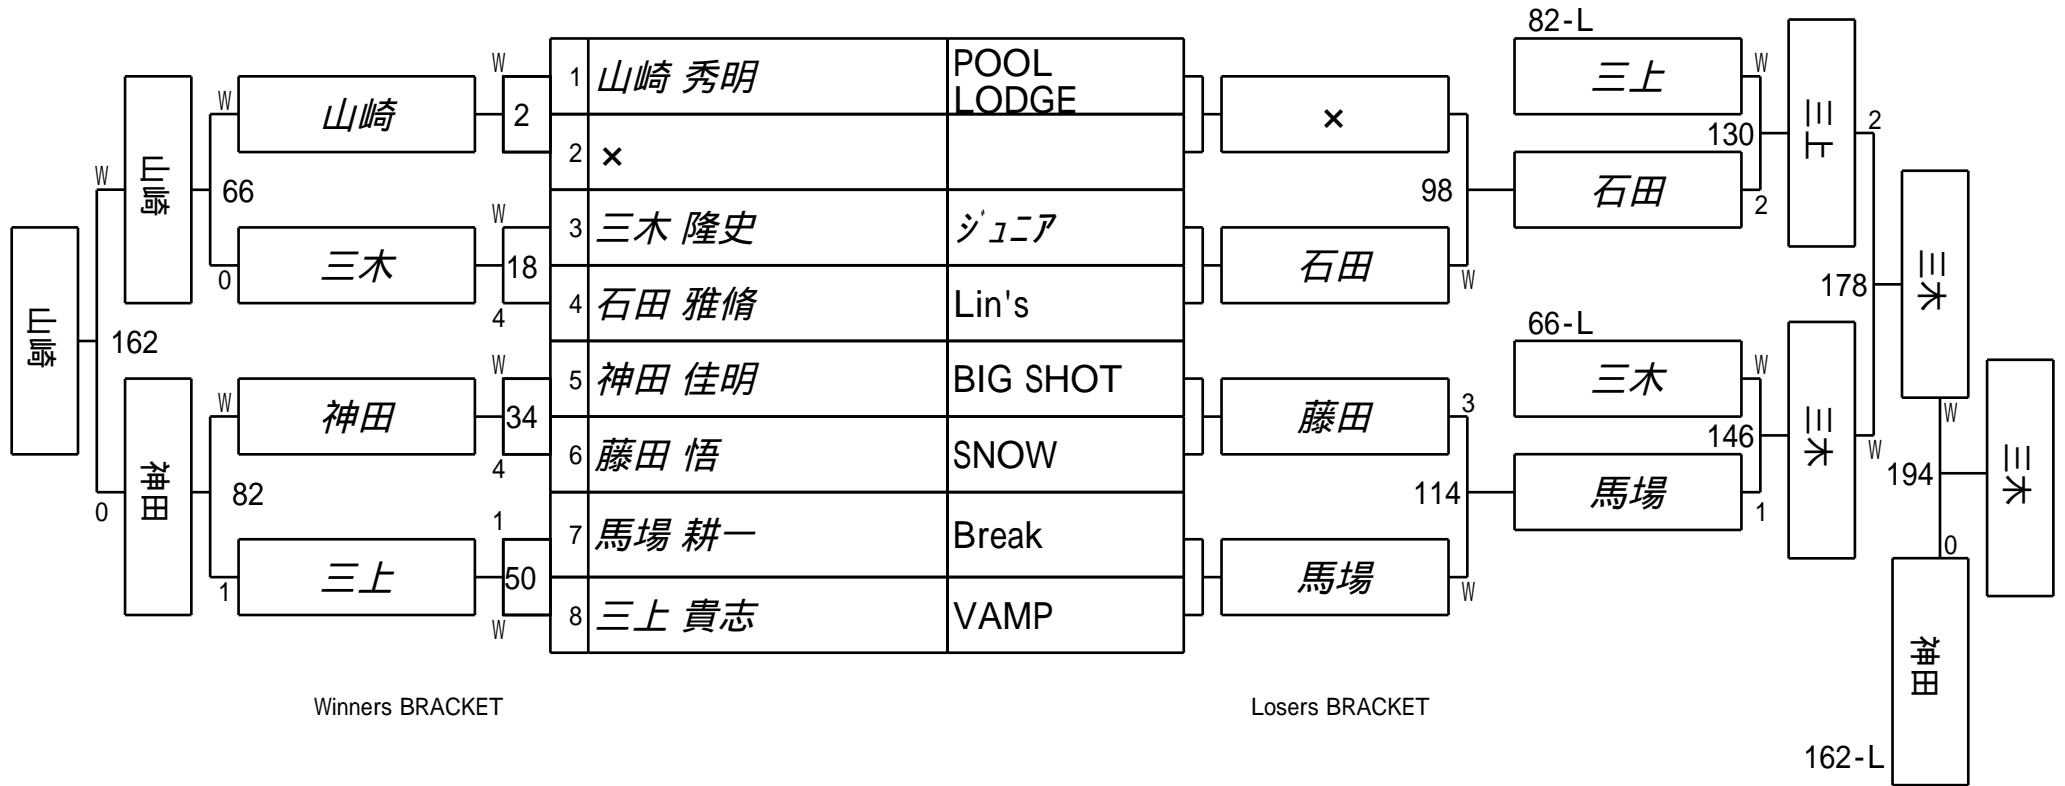 82-L
W
1 山崎 秀明 POOL LODGE
三上
W
W
山崎
2
×
三上
2
山崎
130
W
2 ×
66
98
石田
2
W
3 三木 隆史 ジュニア
0
三木
18
石田
W
三木
178
4
4 石田 雅脩 Lin's
66-L
山崎
162
W
5 神田 佳明 BIG SHOT
三木
W
W
神田
34
藤田
3
三木
146
W
W
4
6 藤田 悟 SNOW
神田
82
194
三木
0
114
馬場
1
1
7 馬場 耕一 Break
0
1
三上
50
馬場
W
W
8 三上 貴志 VAMP
神田
Winners BRACKET
Losers BRACKET
162-L